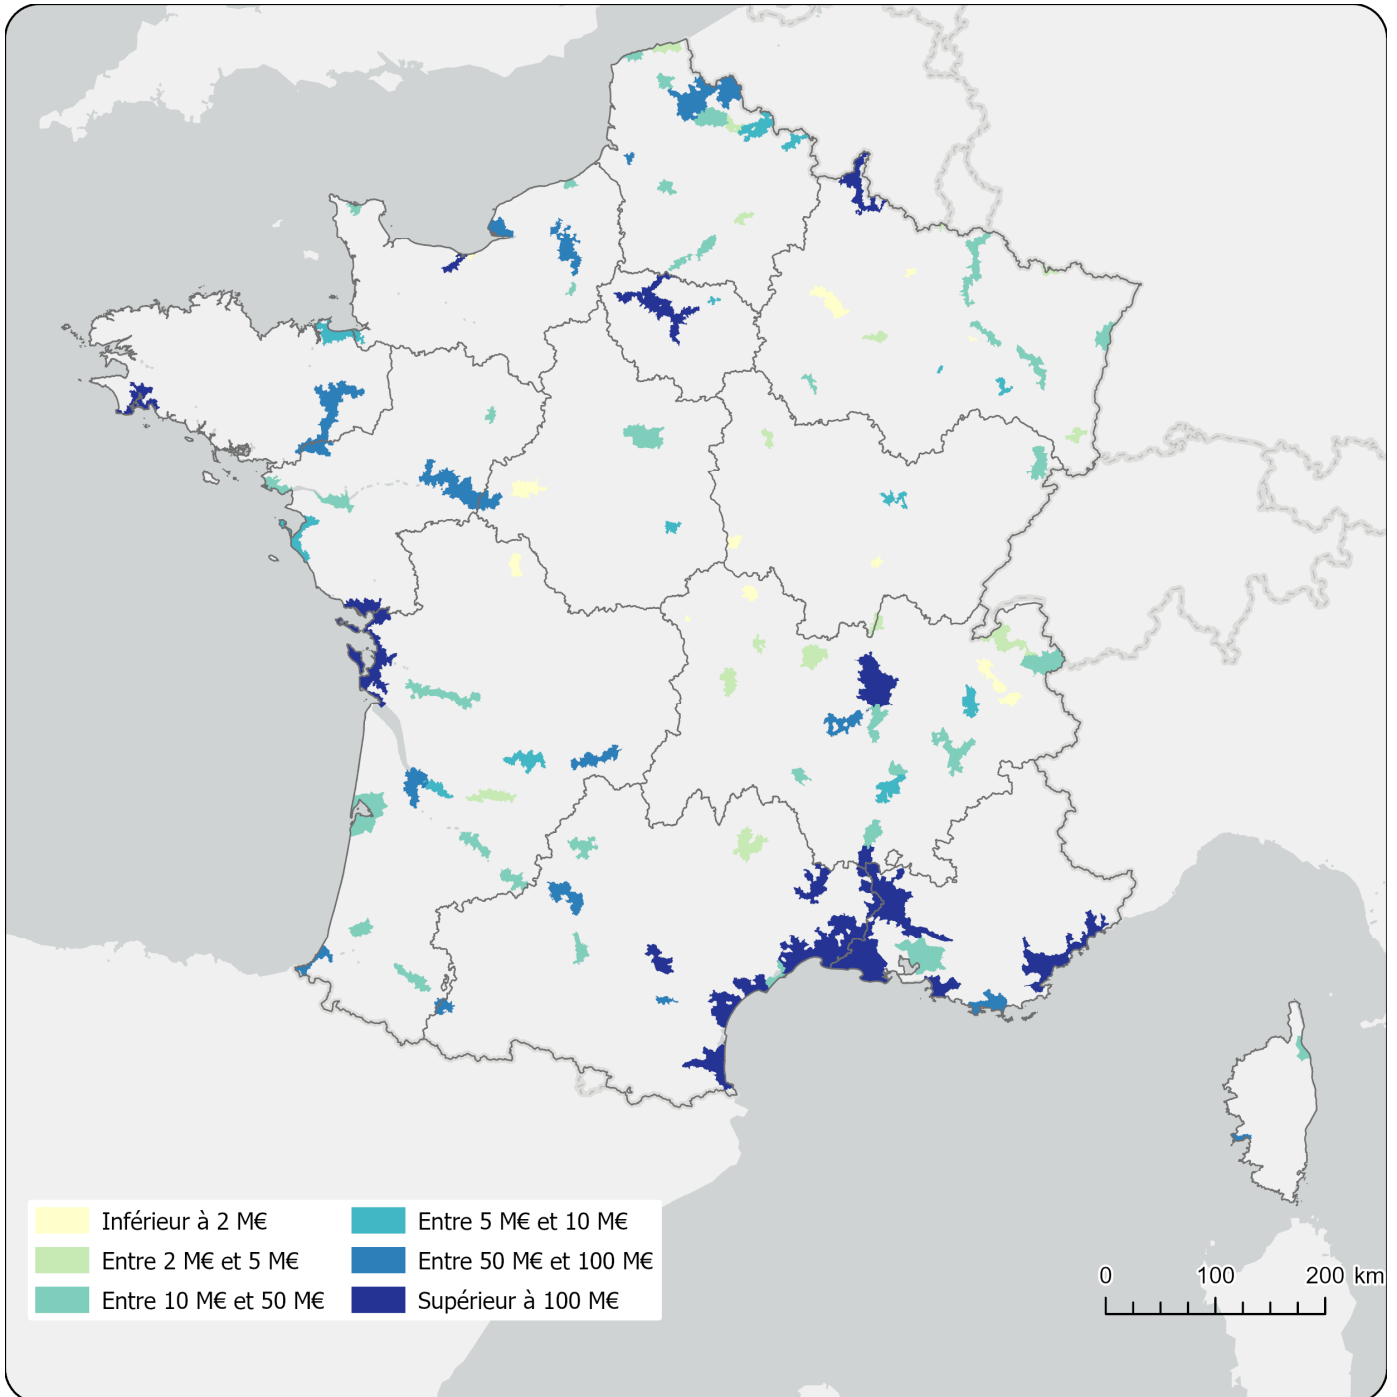 Inférieur à 2 M€
Entre 2 M€ et 5 M€
Entre 10 M€ et 50 M€
Entre 5 M€ et 10 M€
Entre 50 M€ et 100 M€
Supérieur à 100 M€
0 100 200 km